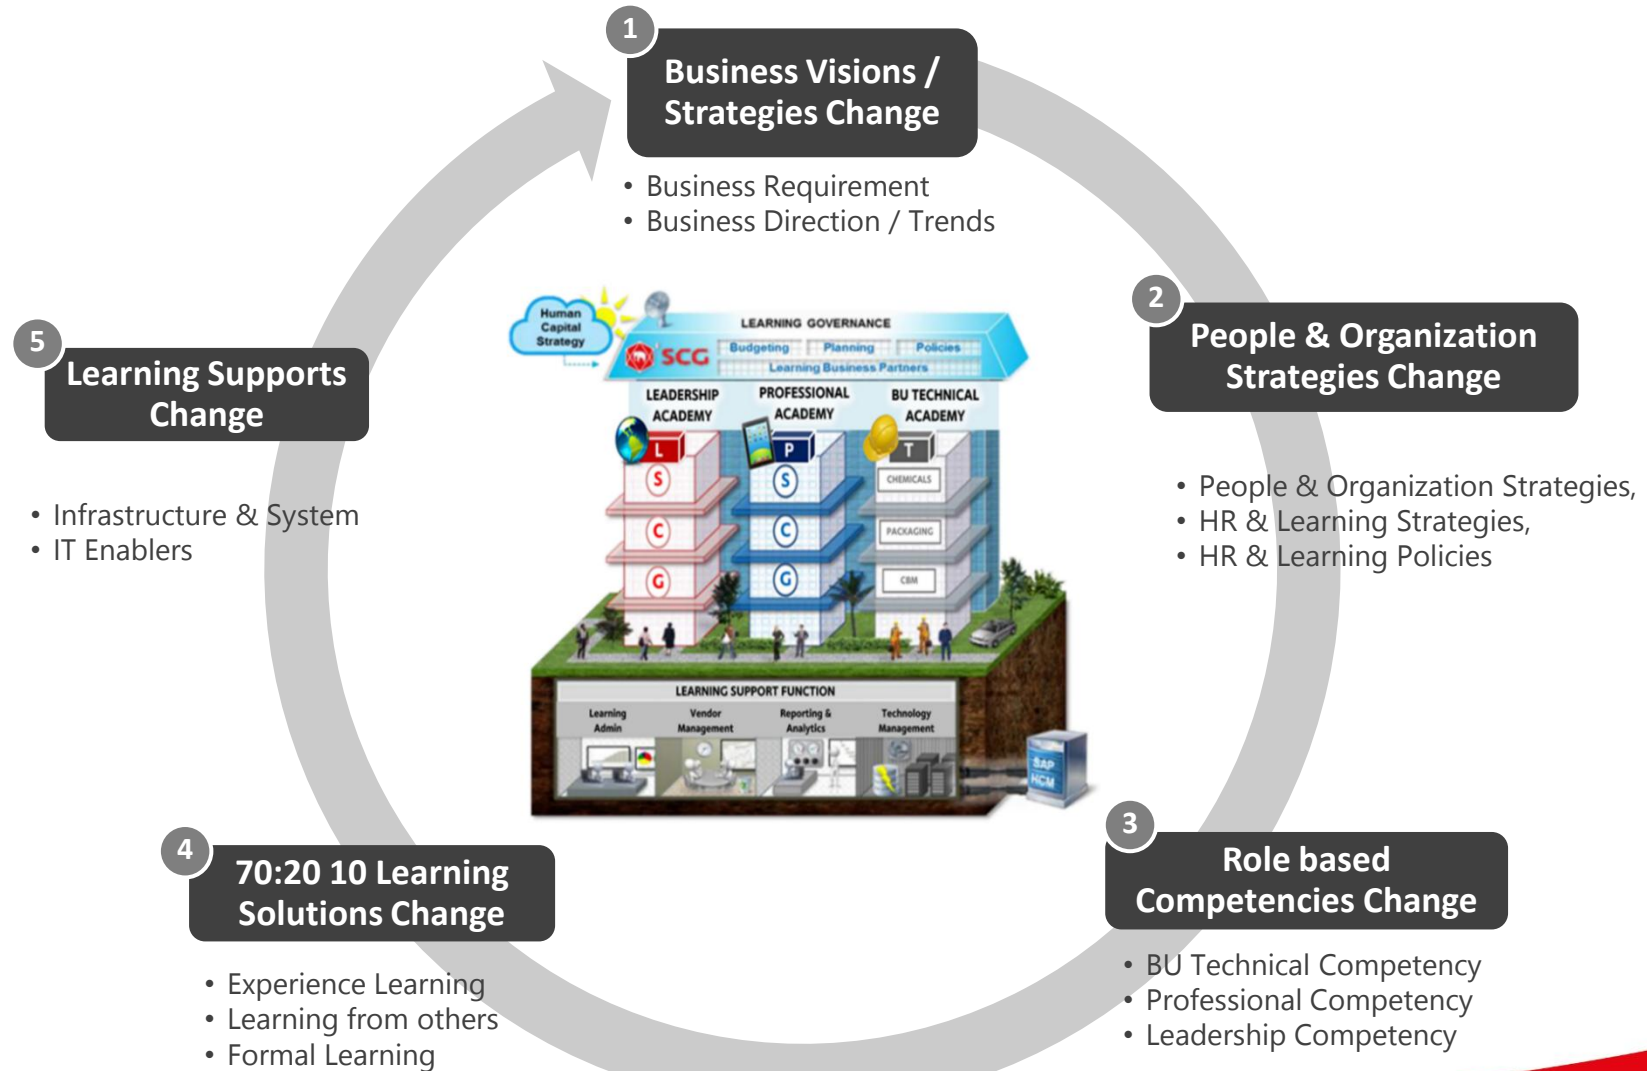 1
Business Visions /
Strategies Change
• Business Requirement
• Business Direction / Trends
2
People & Organization
Strategies Change
• People & Organization Strategies,
• HR & Learning Strategies,
• HR & Learning Policies
3
Role based
Competencies Change
• BU Technical Competency
• Professional Competency
• Leadership Competency
4
70:20 10 Learning
Solutions Change
• Experience Learning
• Learning from others
• Formal Learning
5
Learning Supports
Change
• Infrastructure & System
• IT Enablers
Human
Capital
Strategy
LEARNING GOVERNANCE
SCG
Budgeting Planning Policies
Learning Business Partners
LEADERSHIP
ACADEMY
PROFESSIONAL
ACADEMY
BU TECHNICAL
ACADEMY
L P T
S S CHEMICALS
C C PACKAGING
G G CBM
LEARNING SUPPORT FUNCTION
Learning
Admin
Vendor
Management
Reporting &
Analytics
Technology
Management
SAP
HCM